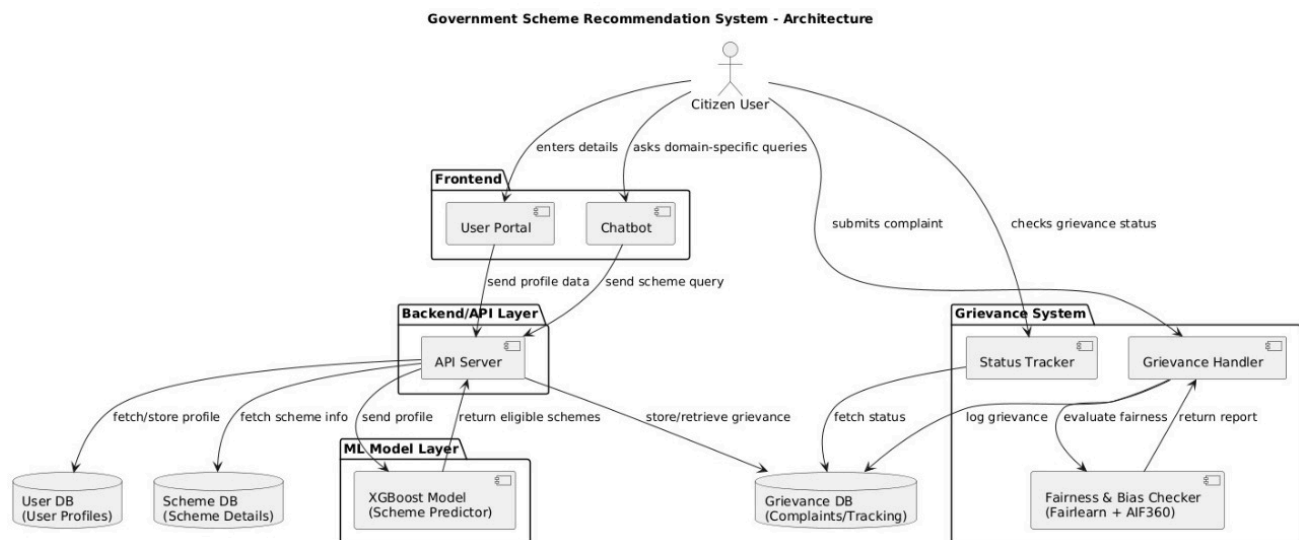 Government Scheme Recommendation System - Architecture
Citizen User
enters details
asks domain-specific queries
Frontend
User Portal
Chatbot
submits complaint
checks grievance status
send profile data
send scheme query
Backend/API Layer
API Server
Grievance System
Status Tracker
Grievance Handler
fetch/store profile
fetch scheme info
send profile
return eligible schemes
store/retrieve grievance
fetch status
log grievance
evaluate fairness
return report
ML Model Layer
User DB
(User Profiles)
Scheme DB
(Scheme Details)
XGBoost Model
(Scheme Predictor)
Grievance DB
(Complaints/Tracking)
Fairness & Bias Checker
(Fairlearn + AIF360)